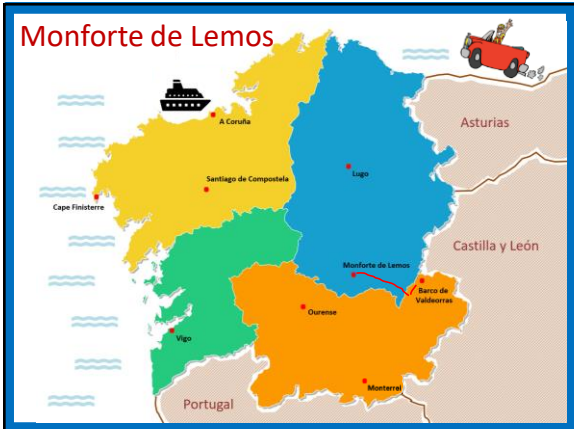 Monforte de Lemos
A Coruña
Asturias
Lugo
Santiago de Compostela
Cape Finisterre
Castilla y León
Monforte de Lemos
Barco de
Valdeorras
Ourense
Vigo
Monterrei
Portugal